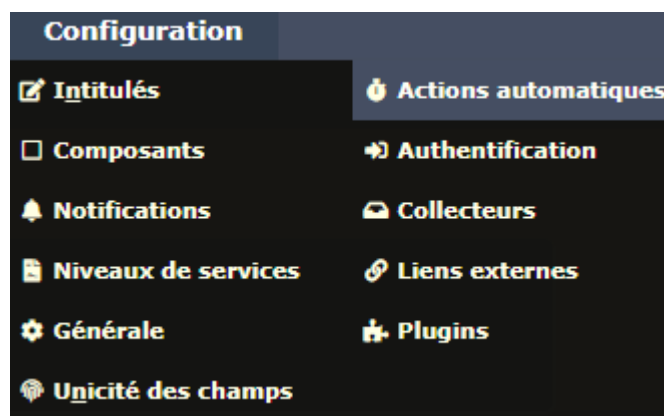 Configuration
Intitulés
Actions automatiques
Composants
Authentification
Notifications
Collecteurs
Niveaux de services
Liens externes
Générale
Plugins
Unicité des champs